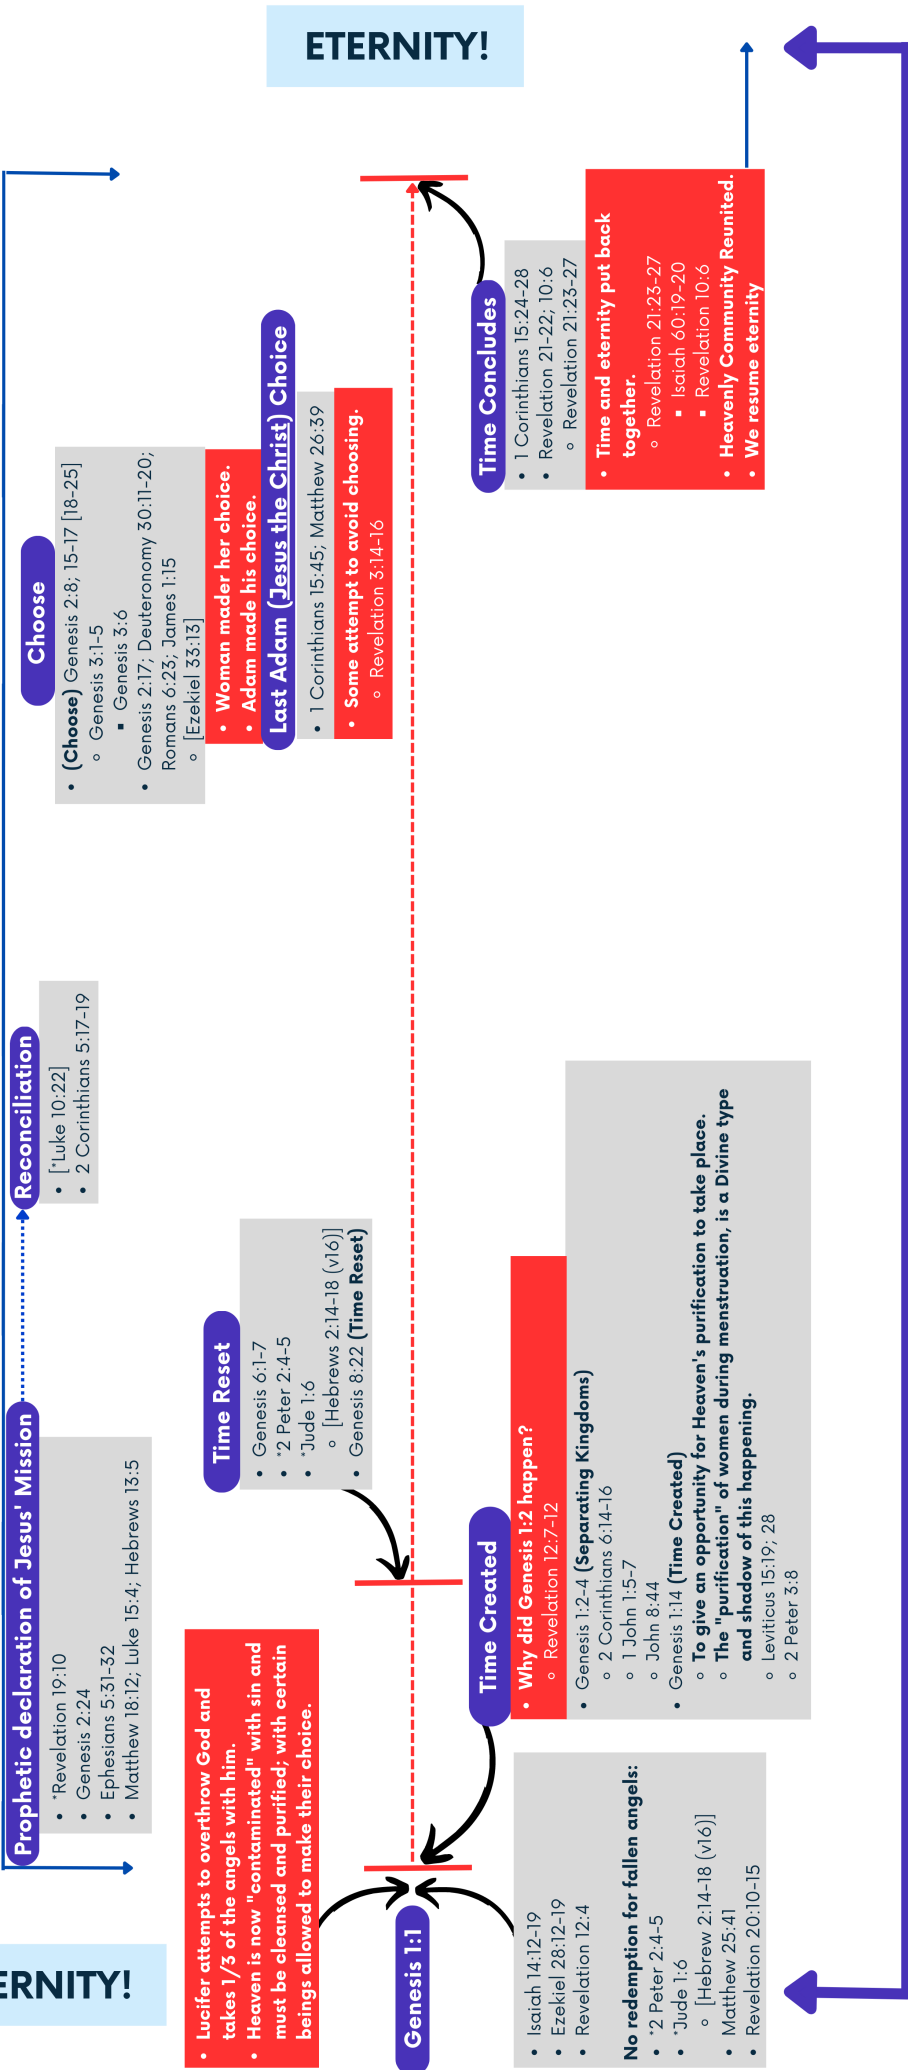 ETERNITY!
ERNITY!
Prophetic declaration of Jesus' Mission
• *Revelation 19:10
• Genesis 2:24
• Ephesians 5:31-32
• Matthew 18:12; Luke 15:4; Hebrews 13:5
Reconciliation
• [*Luke 10:22]
• 2 Corinthians 5:17-19
Choose
• (Choose) Genesis 2:8; 15-17 [18-25]
○ Genesis 3:1-5
▪ Genesis 3:6
• Genesis 2:17; Deuteronomy 30:11-20;
Romans 6:23; James 1:15
○ [Ezekiel 33:13]
• Woman mader her choice.
• Adam made his choice.
Last Adam (Jesus the Christ) Choice
• 1 Corinthians 15:45; Matthew 26:39
• Some attempt to avoid choosing.
○ Revelation 3:14-16
• Lucifer attempts to overthrow God and
takes 1/3 of the angels with him.
• Heaven is now "contaminated" with sin and
must be cleansed and purified; with certain
beings allowed to make their choice.
Time Reset
• Genesis 6:1-7
• *2 Peter 2:4-5
• *Jude 1:6
○ [Hebrews 2:14-18 (v16)]
• Genesis 8:22 (Time Reset)
Genesis 1:1
• Isaiah 14:12-19
• Ezekiel 28:12-19
• Revelation 12:4
No redemption for fallen angels:
• *2 Peter 2:4-5
• *Jude 1:6
○ [Hebrew 2:14-18 (v16)]
• Matthew 25:41
• Revelation 20:10-15
Time Created
• Why did Genesis 1:2 happen?
○ Revelation 12:7-12
• Genesis 1:2-4 (Separating Kingdoms)
○ 2 Corinthians 6:14-16
○ 1 John 1:5-7
○ John 8:44
• Genesis 1:14 (Time Created)
○ To give an opportunity for Heaven's purification to take place.
○ The "purification" of women during menstruation, is a Divine type
and shadow of this happening.
○ Leviticus 15:19; 28
○ 2 Peter 3:8
Time Concludes
• 1 Corinthians 15:24-28
• Revelation 21-22; 10:6
○ Revelation 21:23-27
• Time and eternity put back
together.
○ Revelation 21:23-27
▪ Isaiah 60:19-20
▪ Revelation 10:6
• Heavenly Community Reunited.
• We resume eternity